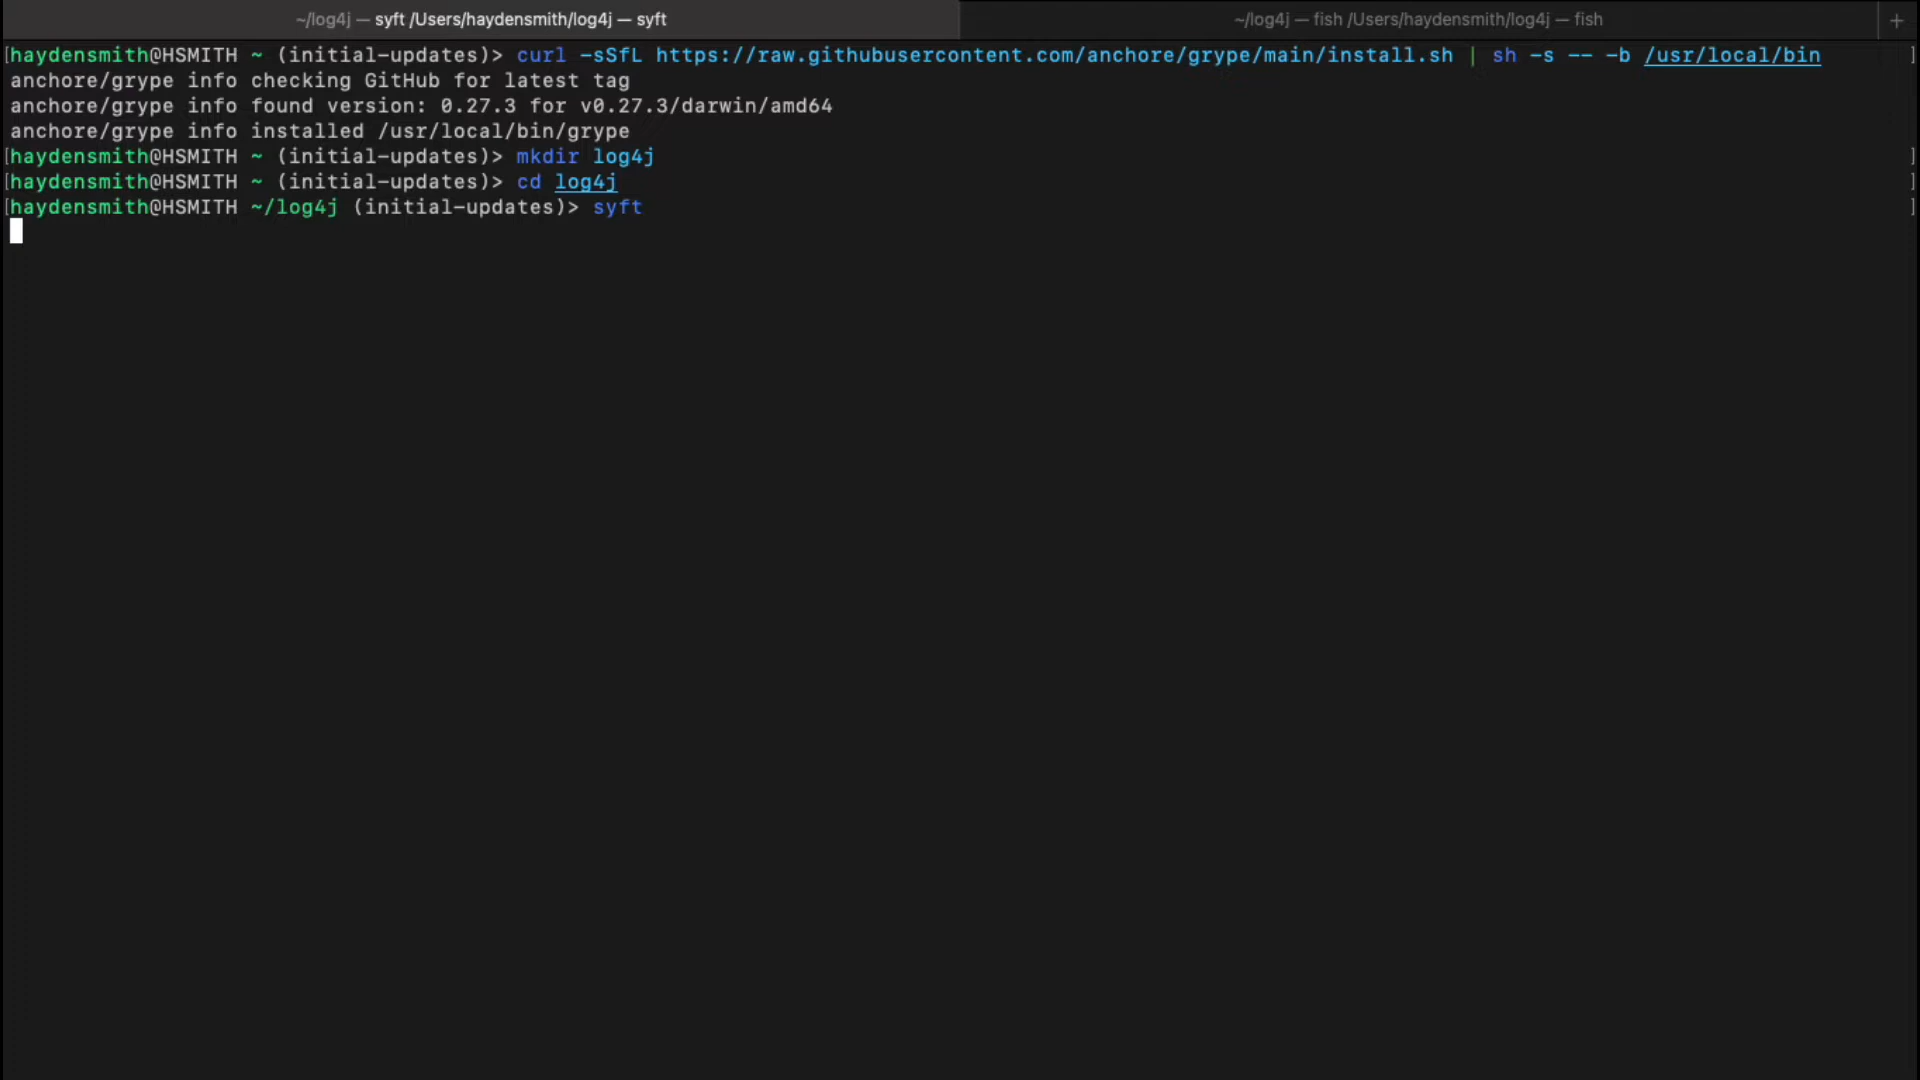 ~/log4j — syft /Users/haydensmith/log4j — syft
~/log4j — fish /Users/haydensmith/log4j — fish
+
[haydensmith@HSMITH ~ (initial-updates)> curl -sSfL https://raw.githubusercontent.com/anchore/grype/main/install.sh | sh -s -- -b /usr/local/bin ]
anchore/grype info checking GitHub for latest tag
anchore/grype info found version: 0.27.3 for v0.27.3/darwin/amd64
anchore/grype info installed /usr/local/bin/grype
[haydensmith@HSMITH ~ (initial-updates)> mkdir log4j ]
[haydensmith@HSMITH ~ (initial-updates)> cd log4j ]
[haydensmith@HSMITH ~/log4j (initial-updates)> syft ]